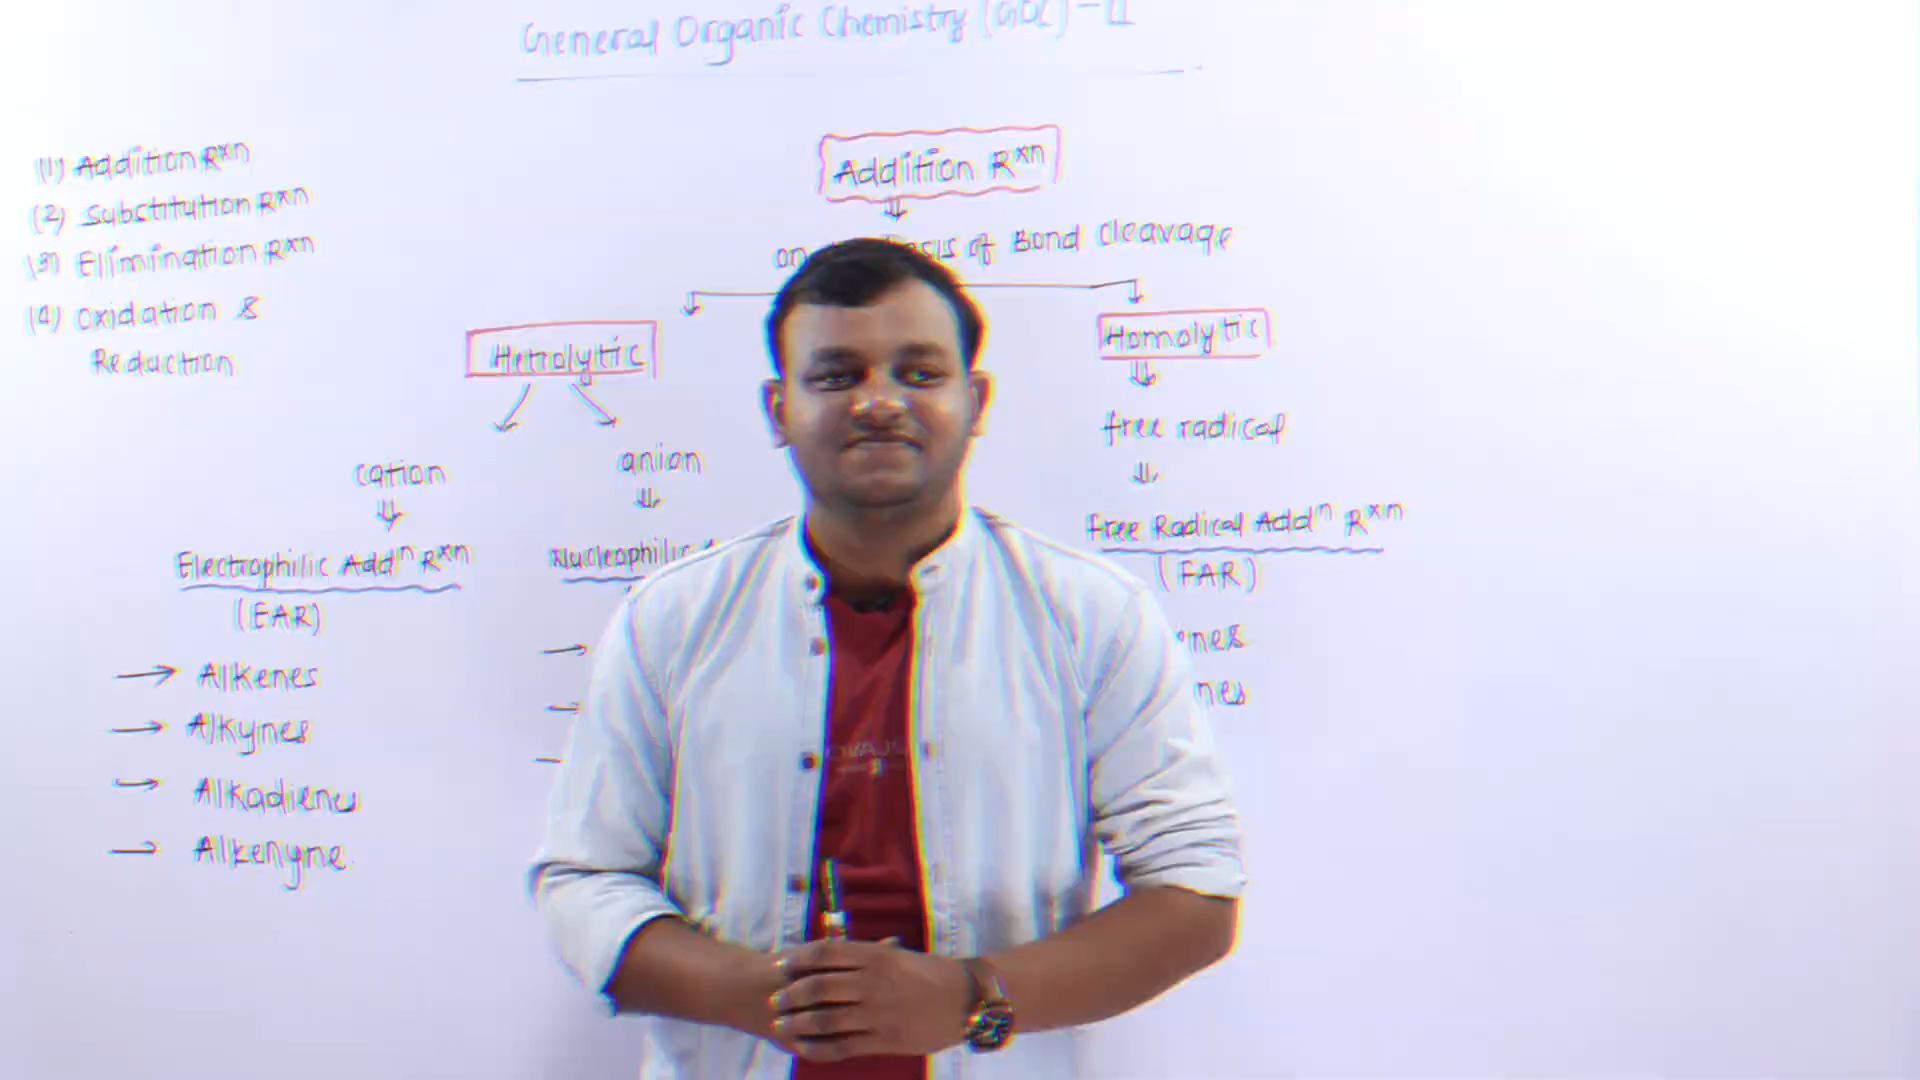 General Organic Chemistry (GOC) - II
(1) Addition Rxn
(2) Substitution Rxn
(3) Elimination Rxn
(4) Oxidation &
Reduction
Addition Rxn
on of Bond Cleavage
Hetrolytic
Homolytic
cation
anion
free radical
Electrophilic Addn Rxn
(EAR)
Nucleophilic
Free Radical Addn Rxn
(FAR)
Alkenes
Alkynes
Alkadienes
Alkenyne